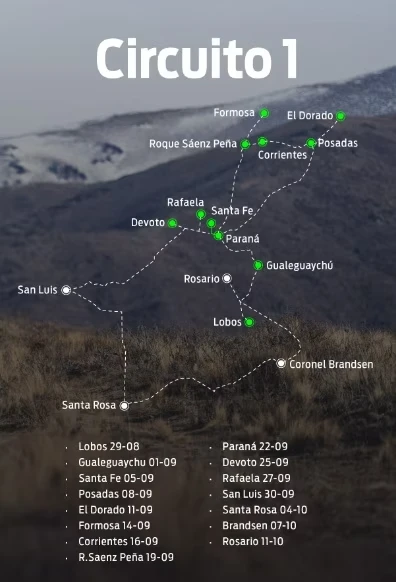 Circuito 1
Formosa
El Dorado
Roque Sáenz Peña
Corrientes
Posadas
Rafaela
Santa Fe
Devoto
Paraná
Gualeguaychú
Rosario
San Luis
Lobos
Coronel Brandsen
Santa Rosa
· Lobos 29-08
· Gualeguaychu 01-09
· Santa Fe 05-09
· Posadas 08-09
· El Dorado 11-09
· Formosa 14-09
· Corrientes 16-09
· R.Saenz Peña 19-09
· Paraná 22-09
· Devoto 25-09
· Rafaela 27-09
· San Luis 30-09
· Santa Rosa 04-10
· Brandsen 07-10
· Rosario 11-10